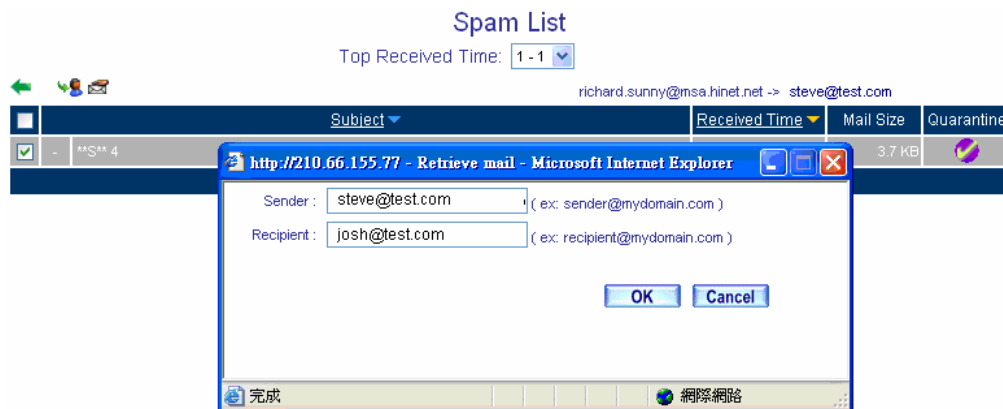 Spam List
Top Received Time: 1 - 1
richard.sunny@msa.hinet.net -> steve@test.com
Subject Received Time Mail Size Quarantine
- **S** 4 3.7 KB
http://210.66.155.77 - Retrieve mail - Microsoft Internet Explorer
Sender : steve@test.com ( ex: sender@mydomain.com )
Recipient : josh@test.com ( ex: recipient@mydomain.com )
OK Cancel
完成 網際網路